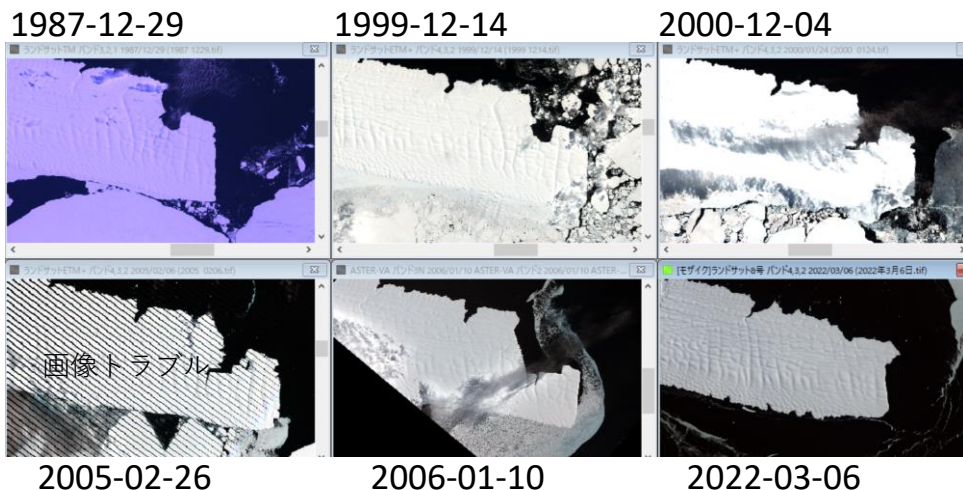 1987-12-29
1999-12-14
2000-12-04
ランドサットTM バンド3,2,1 1987/12/29 (1987 1229.tif)
ランドサットETM+ バンド4,3,2 1999/12/14 (1999 1214.tif)
ランドサットETM+ バンド4,3,2 2000/01/24 (2000 0124.tif)
ランドサットETM+ バンド4,3,2 2005/02/06 (2005 0206.tif)
ASTER-VA バンド3N 2006/01/10 ASTER-VA バンド2 2006/01/10 ASTER-...
[モザイク]ランドサット8号 バンド4,3,2 2022/03/06 (2022年3月6日.tif)
画像トラブル
2005-02-26
2006-01-10
2022-03-06